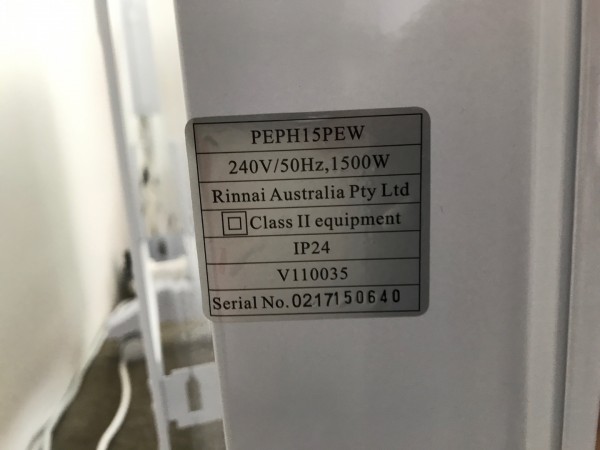 PEPH15PEW
240V/50Hz,1500W
Rinnai Australia Pty Ltd
Class II equipment
IP24
V110035
Serial No. 0217150640